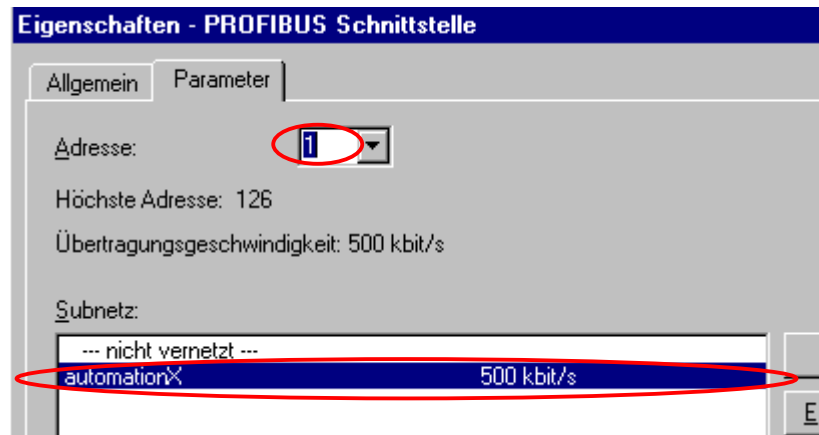 Eigenschaften - PROFIBUS Schnittstelle
Allgemein Parameter
Adresse: 1
Höchste Adresse: 126
Übertragungsgeschwindigkeit: 500 kbit/s
Subnetz:
--- nicht vernetzt ---
automationX 500 kbit/s
E